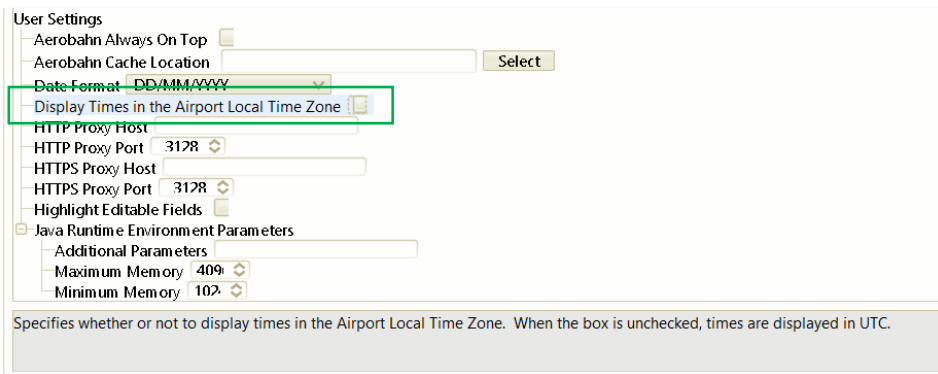 User Settings
Aerobahn Always On Top
Aerobahn Cache Location Select
Date Format DD/MM/YYYY
Display Times in the Airport Local Time Zone
HTTP Proxy Host
HTTP Proxy Port 3128
HTTPS Proxy Host
HTTPS Proxy Port 3128
Highlight Editable Fields
Java Runtime Environment Parameters
Additional Parameters
Maximum Memory 409
Minimum Memory 102
Specifies whether or not to display times in the Airport Local Time Zone. When the box is unchecked, times are displayed in UTC.